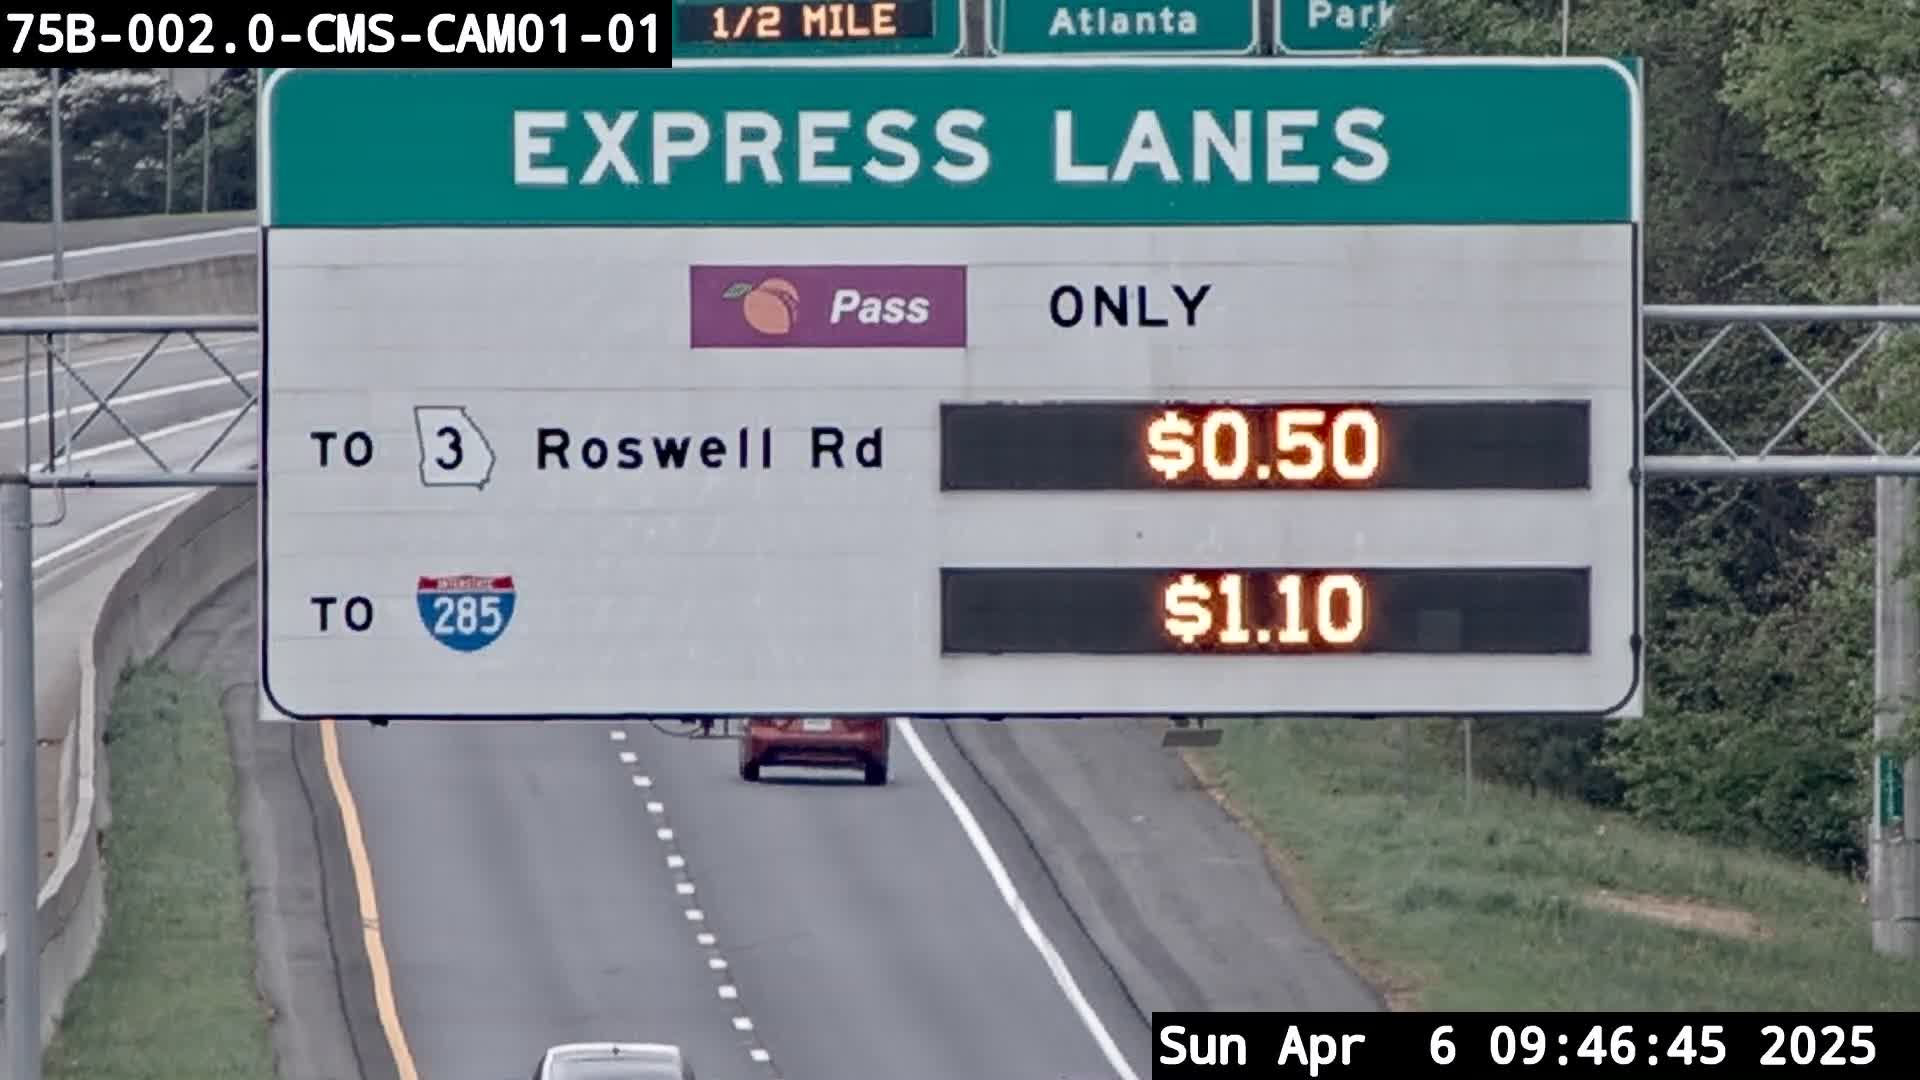 75B-002.0-CMS-CAM01-01
1/2 MILE
Atlanta
EXPRESS LANES
Pass ONLY
TO 3 Roswell Rd $0.50
TO INTERSTATE 285 $1.10
Sun Apr 6 09:46:45 2025